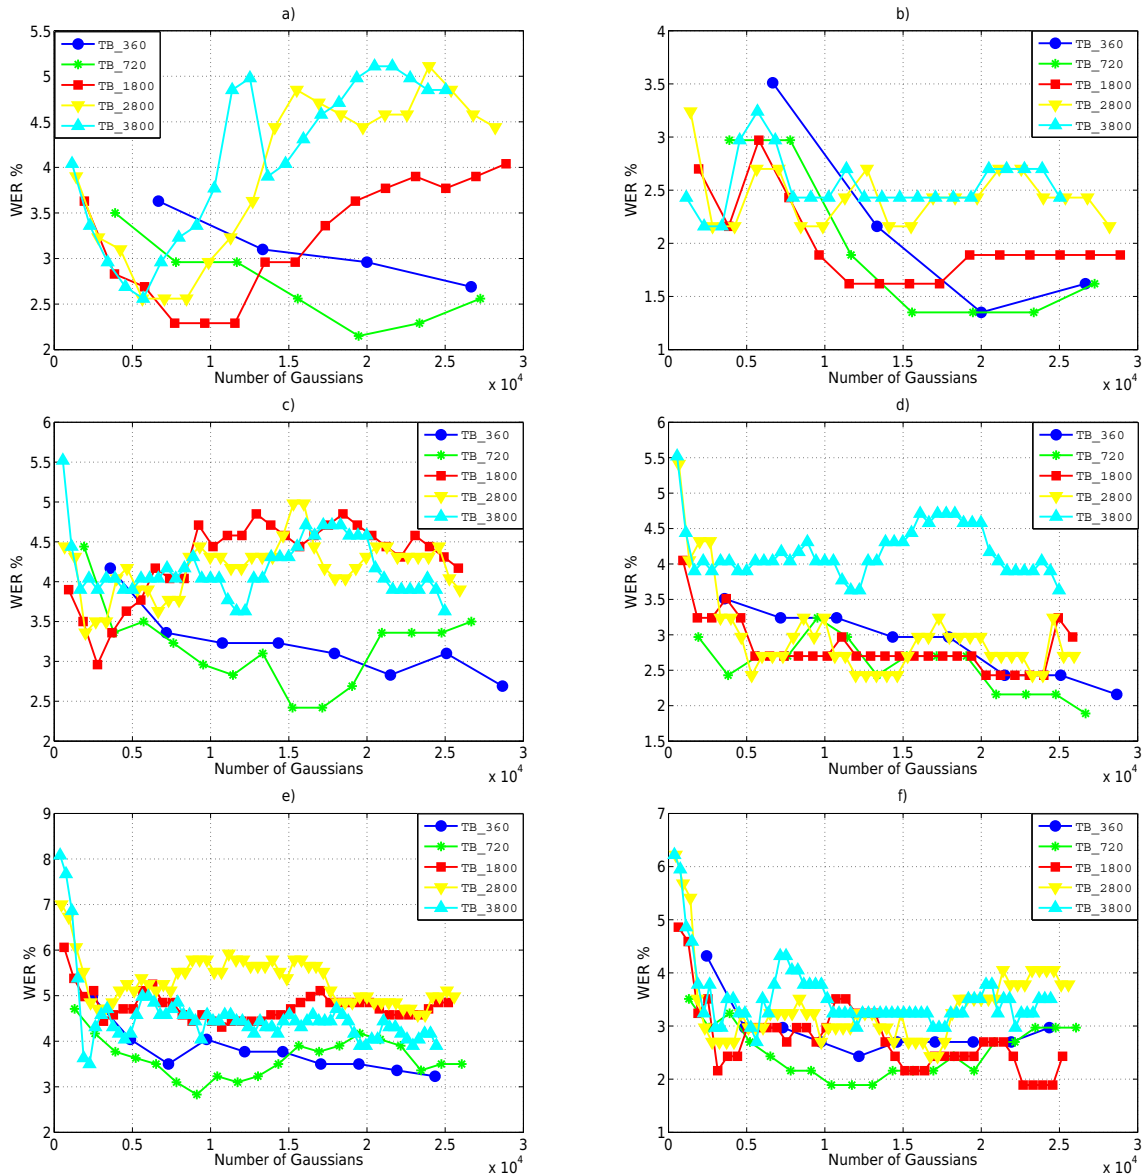 a)
5.5
5
4.5
4
3.5
3
2.5
2
WER %
TB_360
TB_720
TB_1800
TB_2800
TB_3800
0 0.5 1 1.5 2 2.5 3
Number of Gaussians
x 10^4
b)
4
3.5
3
2.5
2
1.5
1
WER %
TB_360
TB_720
TB_1800
TB_2800
TB_3800
0 0.5 1 1.5 2 2.5 3
Number of Gaussians
x 10^4
c)
6
5.5
5
4.5
4
3.5
3
2.5
2
WER %
TB_360
TB_720
TB_1800
TB_2800
TB_3800
0 0.5 1 1.5 2 2.5 3
Number of Gaussians
x 10^4
d)
6
5.5
5
4.5
4
3.5
3
2.5
2
1.5
WER %
TB_360
TB_720
TB_1800
TB_2800
TB_3800
0 0.5 1 1.5 2 2.5 3
Number of Gaussians
x 10^4
e)
9
8
7
6
5
4
3
2
WER %
TB_360
TB_720
TB_1800
TB_2800
TB_3800
0 0.5 1 1.5 2 2.5 3
Number of Gaussians
x 10^4
f)
7
6
5
4
3
2
1
WER %
TB_360
TB_720
TB_1800
TB_2800
TB_3800
0 0.5 1 1.5 2 2.5 3
Number of Gaussians
x 10^4